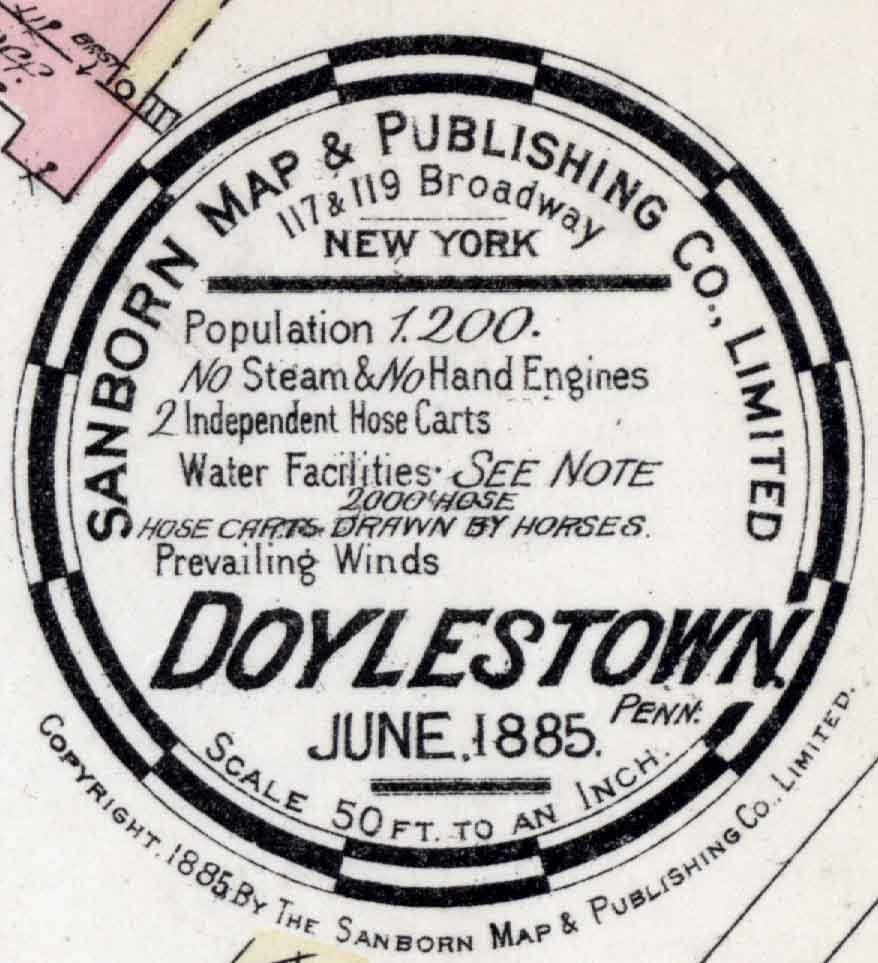 SANBORN MAP & PUBLISHING CO., LIMITED
117 & 119 Broadway
NEW YORK
Population 1.200.
No Steam & No Hand Engines
2 Independent Hose Carts
Water Facilities. SEE NOTE
2000' HOSE
HOSE CARTS DRAWN BY HORSES.
Prevailing Winds
DOYLESTOWN.
PENN.
JUNE. 1885.
SCALE 50 FT. TO AN INCH.
COPYRIGHT. 1885, BY THE SANBORN MAP & PUBLISHING CO., LIMITED.